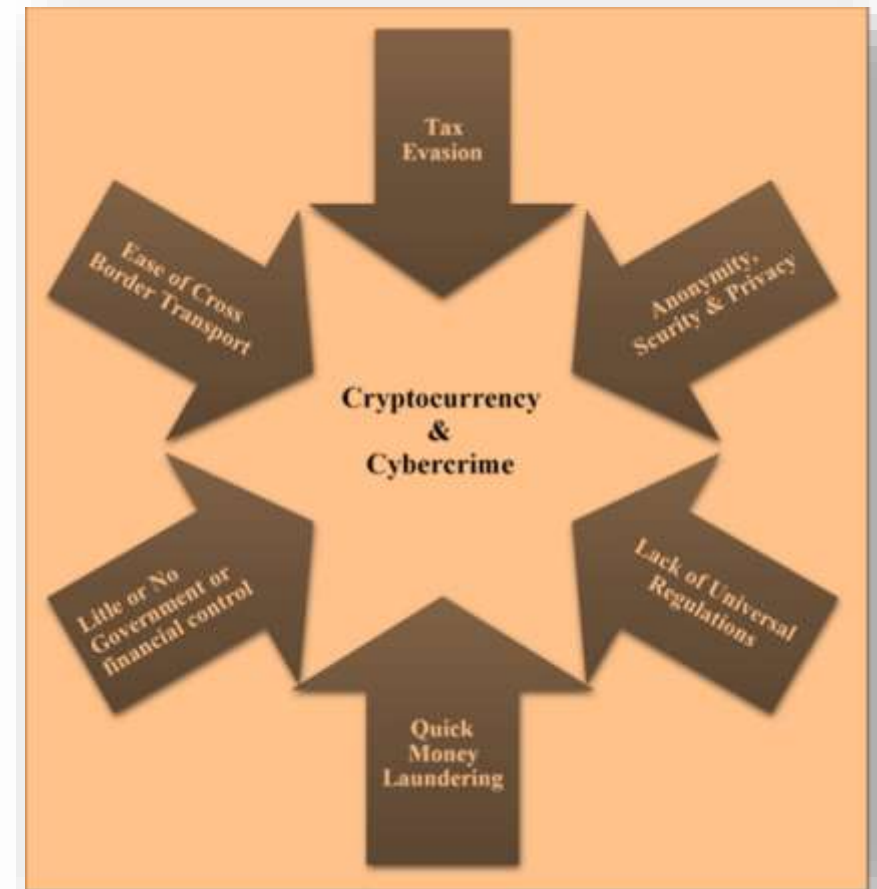 Tax
Evasion
Ease of Cross
Border Transport
Anonymity,
Scurity & Privacy
Cryptocurrency
&
Cybercrime
Litle or No
Government or
financial control
Lack of Universal
Regulations
Quick
Money
Laundering